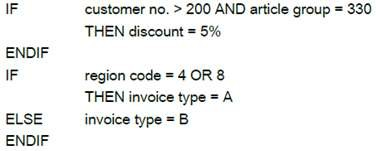 IF customer no. > 200 AND article group = 330
THEN discount = 5%
ENDIF
IF region code = 4 OR 8
THEN invoice type = A
ELSE invoice type = B
ENDIF